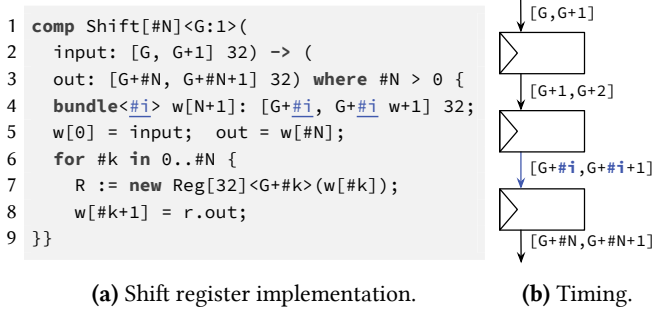 1 comp Shift[#N]<G:1>(
2 input: [G, G+1] 32) -> (
3 out: [G+#N, G+#N+1] 32) where #N > 0 {
4 bundle<#i> w[N+1]: [G+#i, G+#i w+1] 32;
5 w[0] = input; out = w[#N];
6 for #k in 0..#N {
7 R := new Reg[32]<G+#k>(w[#k]);
8 w[#k+1] = r.out;
9 }}
(a) Shift register implementation.
[G,G+1]
[G+1,G+2]
[G+#i,G+#i+1]
[G+#N,G+#N+1]
(b) Timing.